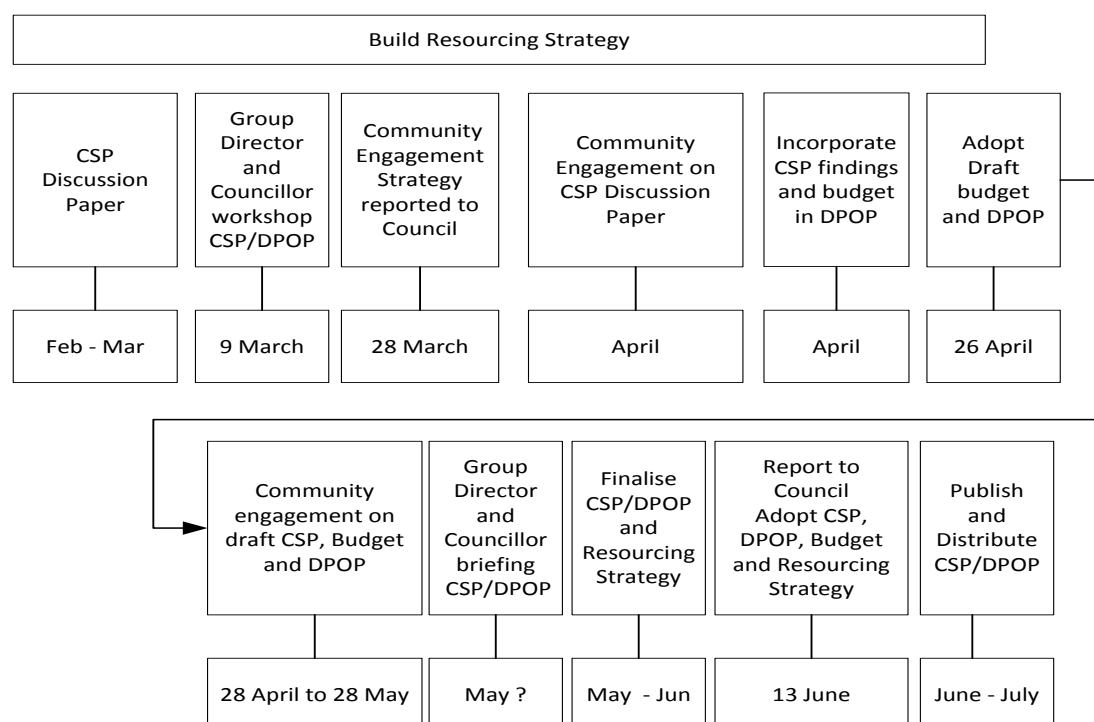 Build Resourcing Strategy
CSP
Discussion
Paper
Group
Director
and
Councillor
workshop
CSP/DPOP
Community
Engagement
Strategy
reported to
Council
Community
Engagement on
CSP Discussion
Paper
Incorporate
CSP findings
and budget
in DPOP
Adopt
Draft
budget
and DPOP
Feb - Mar
9 March
28 March
April
April
26 April
Community
engagement on
draft CSP, Budget
and DPOP
Group
Director
and
Councillor
briefing
CSP/DPOP
Finalise
CSP/DPOP
and
Resourcing
Strategy
Report to
Council
Adopt CSP,
DPOP, Budget
and Resourcing
Strategy
Publish
and
Distribute
CSP/DPOP
28 April to 28 May
May ?
May - Jun
13 June
June - July